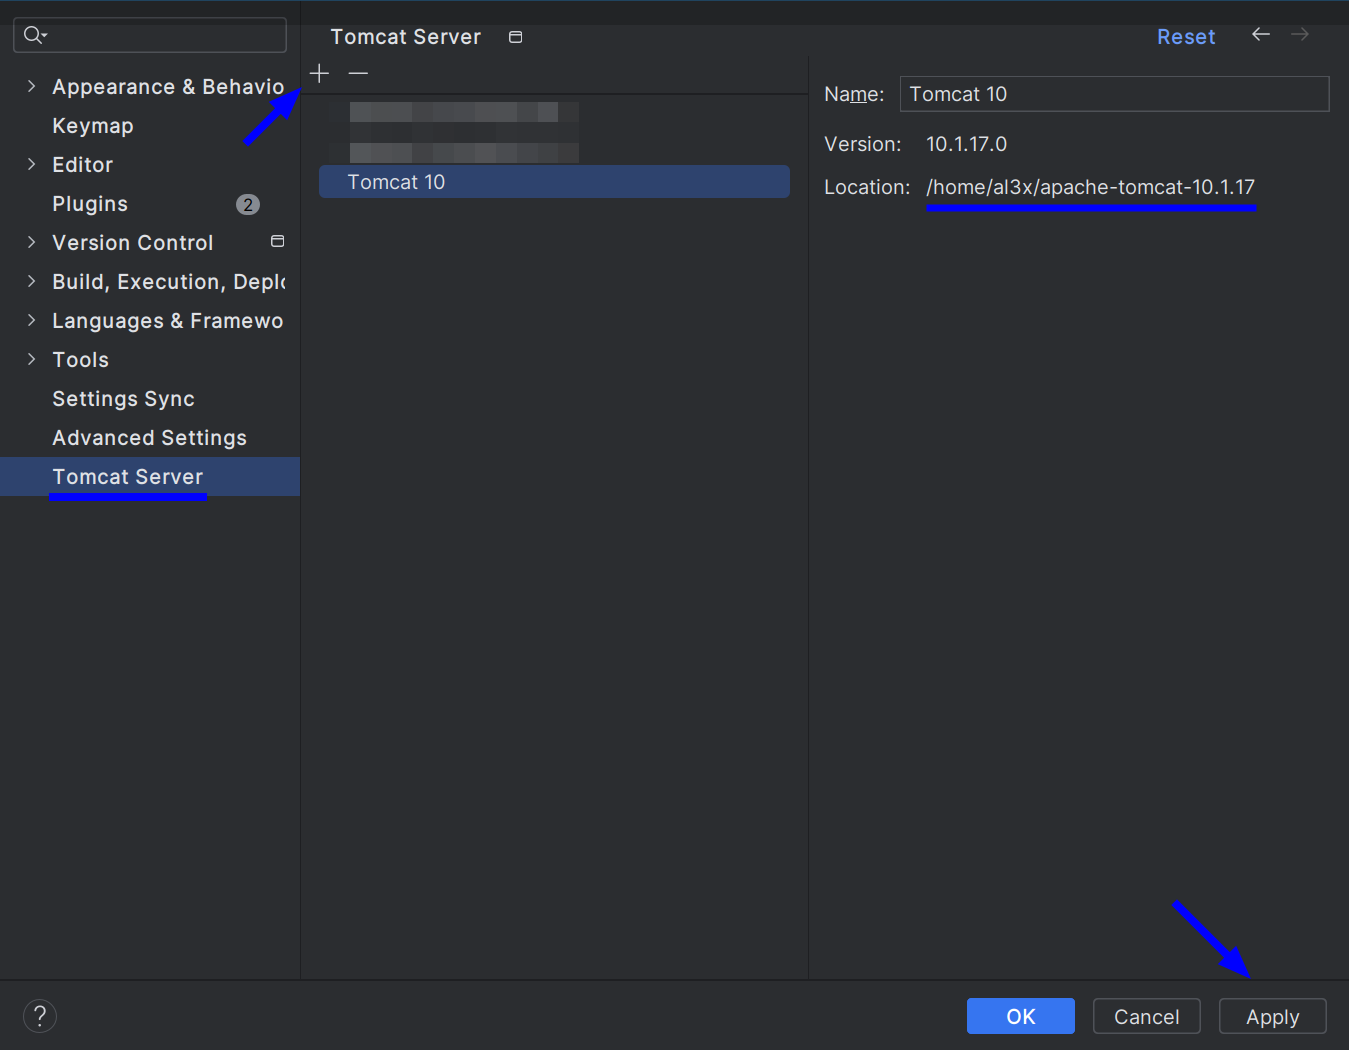 Tomcat Server
Reset
Appearance & Behavio
Keymap
Editor
Plugins
2
Version Control
Build, Execution, Deplo
Languages & Framewo
Tools
Settings Sync
Advanced Settings
Tomcat Server
Tomcat 10
Name: Tomcat 10
Version: 10.1.17.0
Location: /home/al3x/apache-tomcat-10.1.17
?
OK
Cancel
Apply